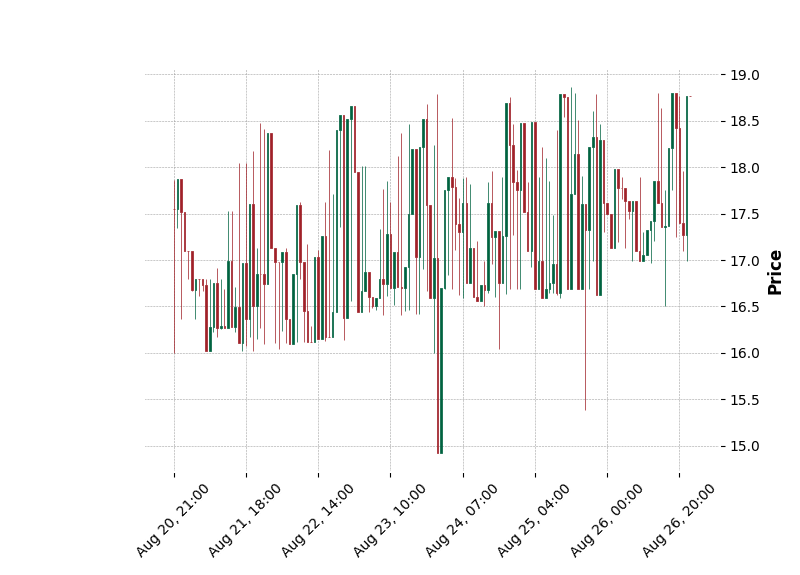 19.0
18.5
18.0
17.5
17.0
16.5
16.0
15.5
15.0
Price
Aug 20, 21:00
Aug 21, 18:00
Aug 22, 14:00
Aug 23, 10:00
Aug 24, 07:00
Aug 25, 04:00
Aug 26, 00:00
Aug 26, 20:00